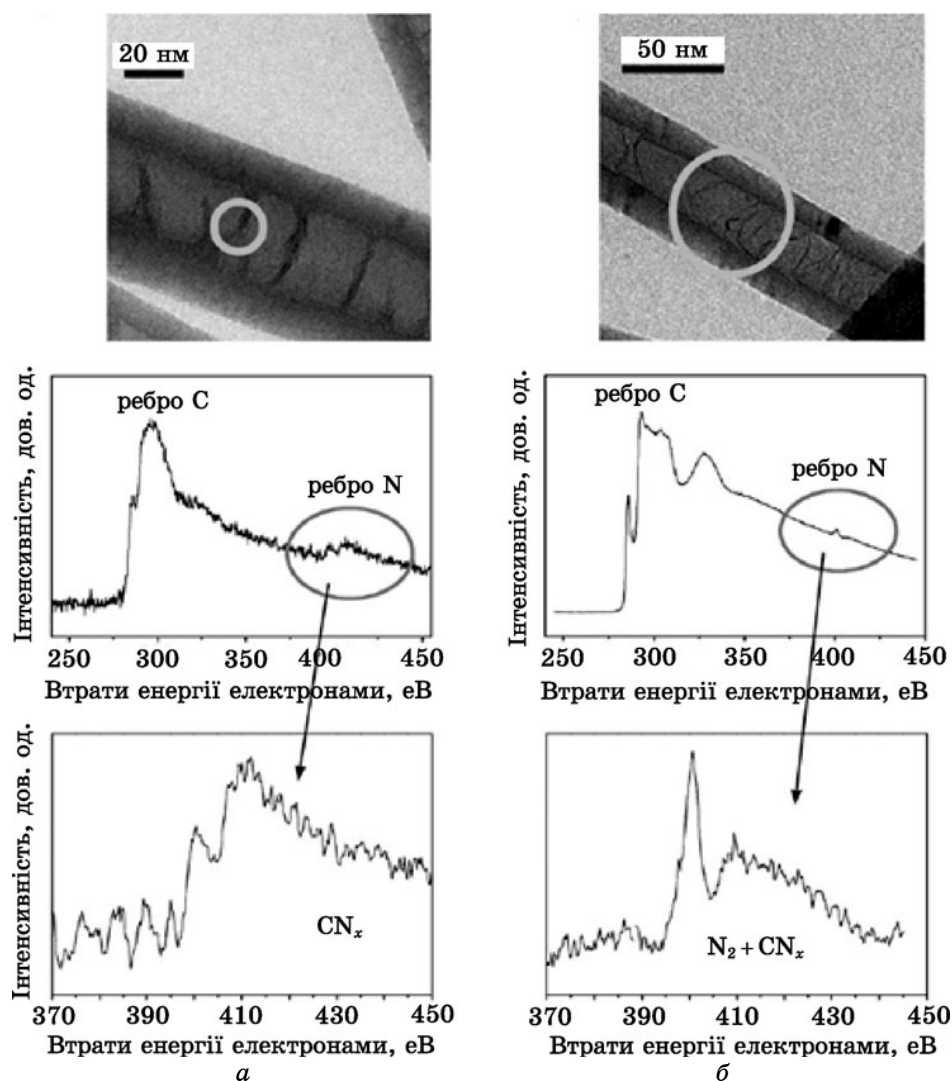 20 нм
50 нм
ребро C
ребро N
Інтенсивність, дов. од.
250 300 350 400 450
Втрати енергії електронами, еВ
ребро C
ребро N
Інтенсивність, дов. од.
250 300 350 400 450
Втрати енергії електронами, еВ
Інтенсивність, дов. од.
CNx
370 390 410 430 450
Втрати енергії електронами, еВ
а
Інтенсивність, дов. од.
N2 + CNx
370 390 410 430 450
Втрати енергії електронами, еВ
б